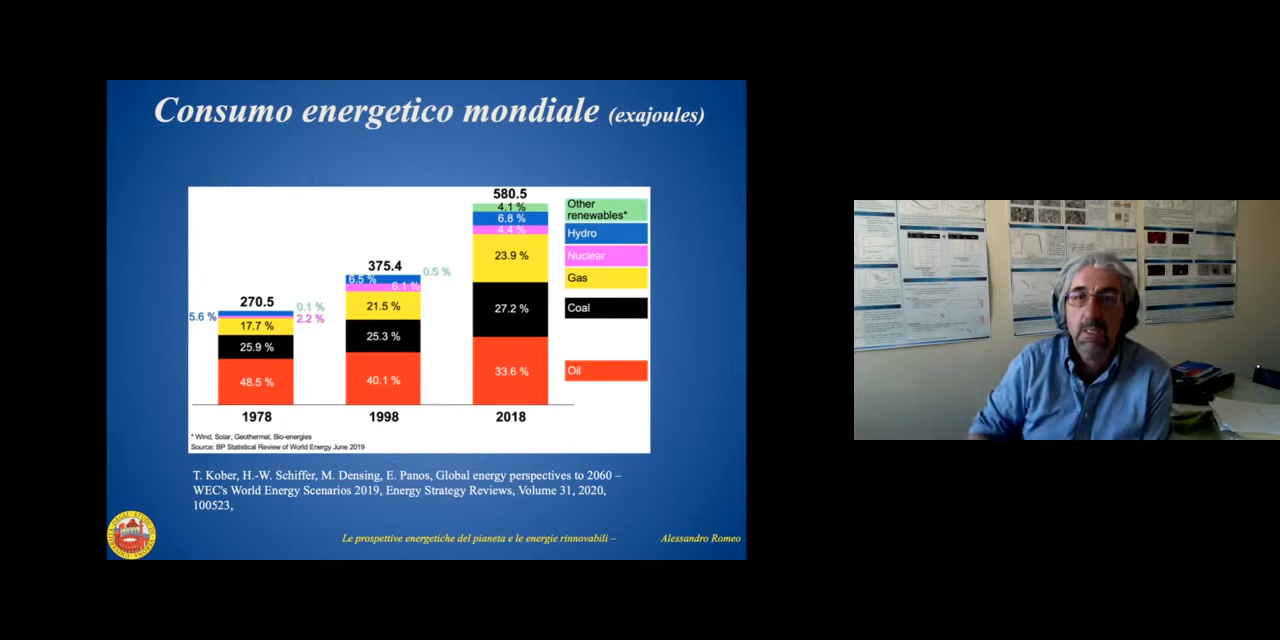 Consumo energetico mondiale (exajoules)
580.5
4.1 %
6.8 %
4.4 %
23.9 %
27.2 %
33.6 %
375.4
0.5 %
6.5 %
6.1 %
21.5 %
25.3 %
40.1 %
270.5
0.1 %
5.6 %
2.2 %
17.7 %
25.9 %
48.5 %
Other
renewables*
Hydro
Nuclear
Gas
Coal
Oil
1978 1998 2018
* Wind, Solar, Geothermal, Bio-energies
Source: BP Statistical Review of World Energy June 2019
T. Kober, H.-W. Schiffer, M. Densing, E. Panos, Global energy perspectives to 2060 –
WEC's World Energy Scenarios 2019, Energy Strategy Reviews, Volume 31, 2020,
100523,
Le prospettive energetiche del pianeta e le energie rinnovabili – Alessandro Romeo